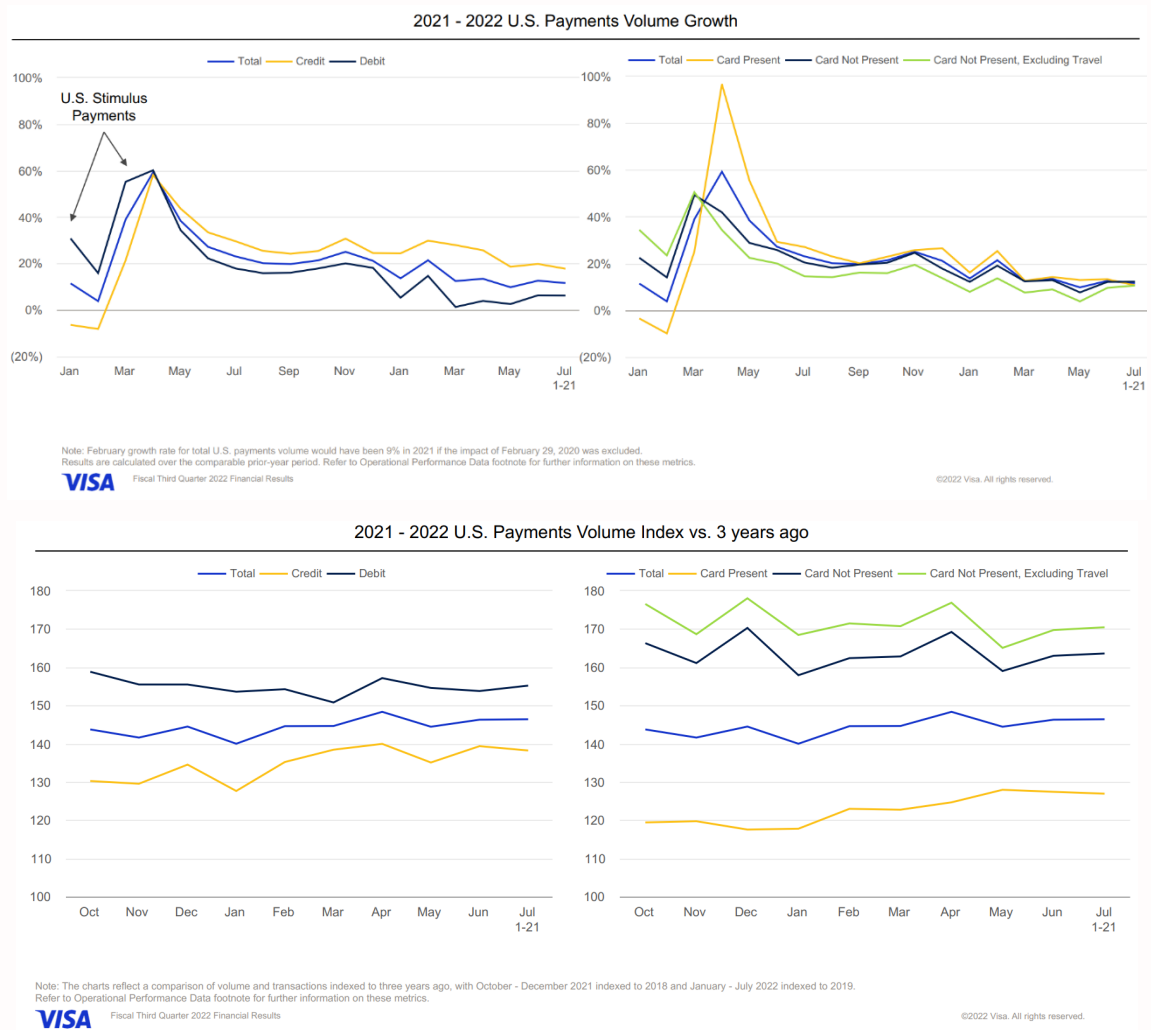 2021 - 2022 U.S. Payments Volume Growth
Total Credit Debit
100%
U.S. Stimulus
Payments
80%
60%
40%
20%
0%
(20%)
Jan Mar May Jul Sep Nov Jan Mar May Jul
1-21
Total Card Present Card Not Present Card Not Present, Excluding Travel
100%
80%
60%
40%
20%
0%
(20%)
Jan Mar May Jul Sep Nov Jan Mar May Jul
1-21
Note: February growth rate for total U.S. payments volume would have been 9% in 2021 if the impact of February 29, 2020 was excluded.
Results are calculated over the comparable prior-year period. Refer to Operational Performance Data footnote for further information on these metrics.
VISA Fiscal Third Quarter 2022 Financial Results ©2022 Visa. All rights reserved.
2021 - 2022 U.S. Payments Volume Index vs. 3 years ago
Total Credit Debit
180
170
160
150
140
130
120
110
100
Oct Nov Dec Jan Feb Mar Apr May Jun Jul
1-21
Total Card Present Card Not Present Card Not Present, Excluding Travel
180
170
160
150
140
130
120
110
100
Oct Nov Dec Jan Feb Mar Apr May Jun Jul
1-21
Note: The charts reflect a comparison of volume and transactions indexed to three years ago, with October - December 2021 indexed to 2018 and January - July 2022 indexed to 2019.
Refer to Operational Performance Data footnote for further information on these metrics.
VISA Fiscal Third Quarter 2022 Financial Results ©2022 Visa. All rights reserved.